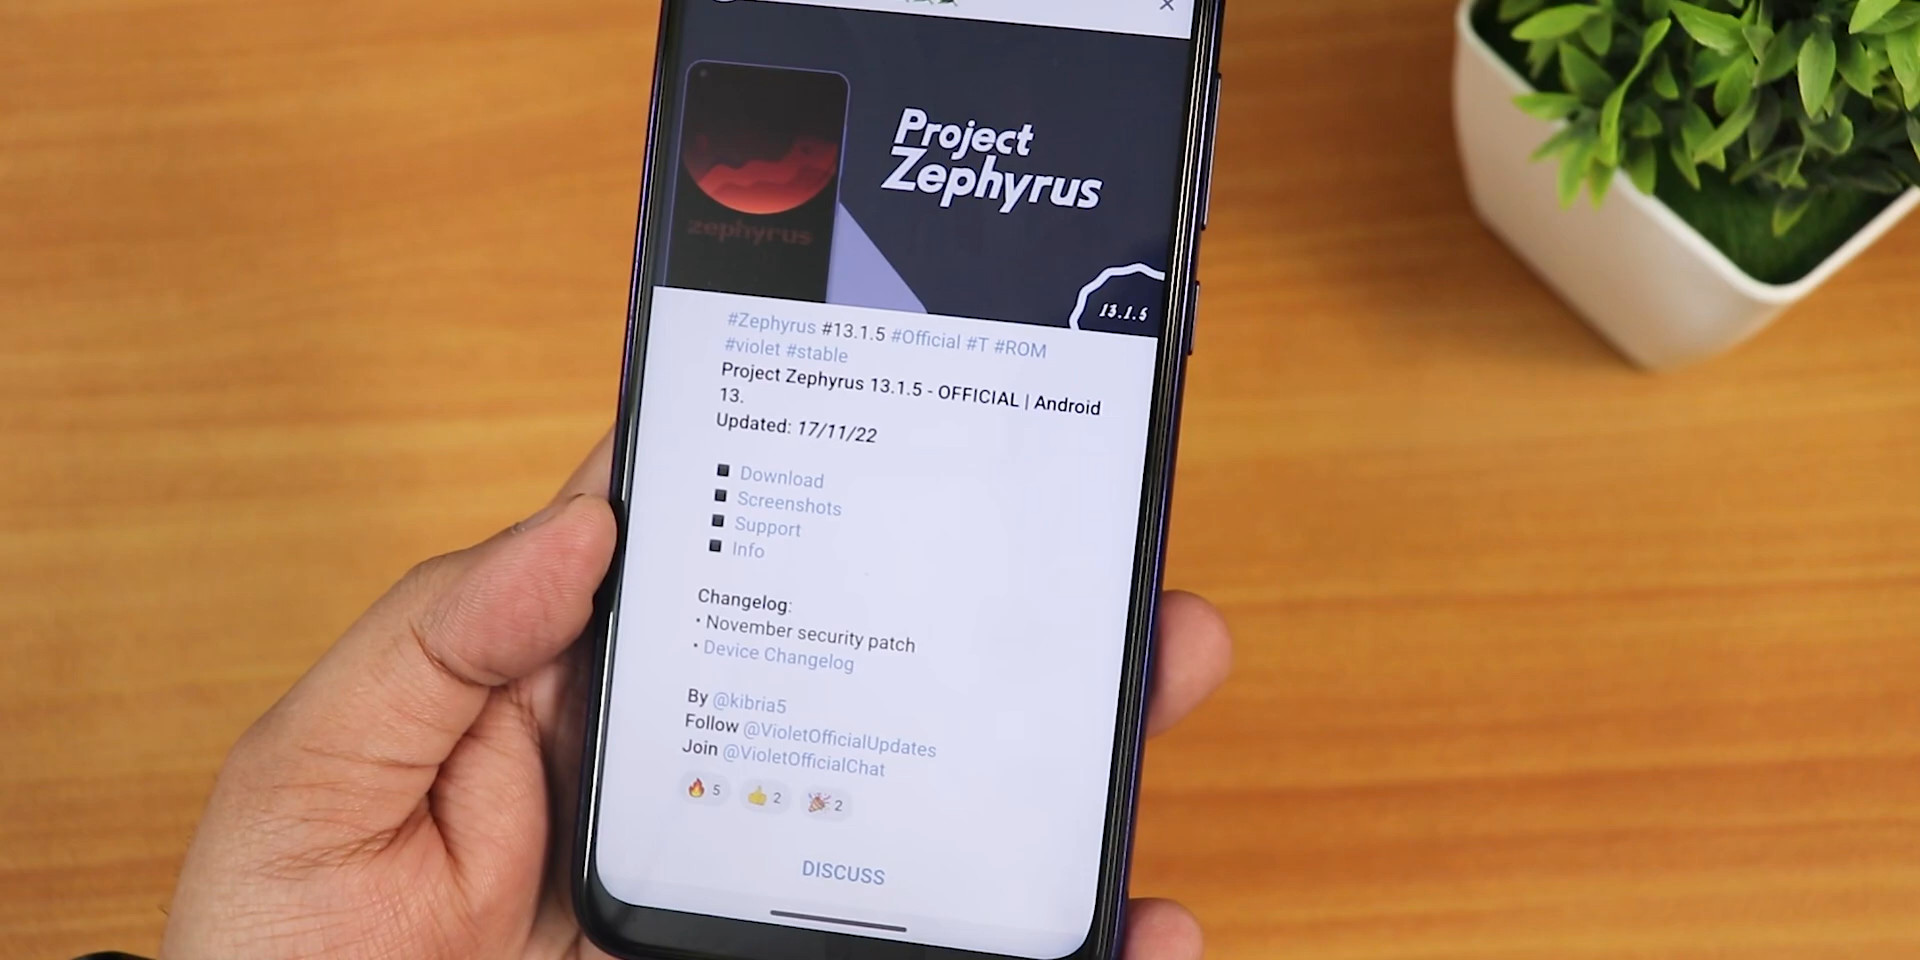 Project
Zephyrus
zephyrus
13.1.5
#Zephyrus #13.1.5 #Official #T #ROM
#violet #stable
Project Zephyrus 13.1.5 - OFFICIAL | Android
13.
Updated: 17/11/22
Download
Screenshots
Support
Info
Changelog:
• November security patch
• Device Changelog
By @kibria5
Follow @VioletOfficialUpdates
Join @VioletOfficialChat
🔥 5 👍 2 🎉 2
DISCUSS